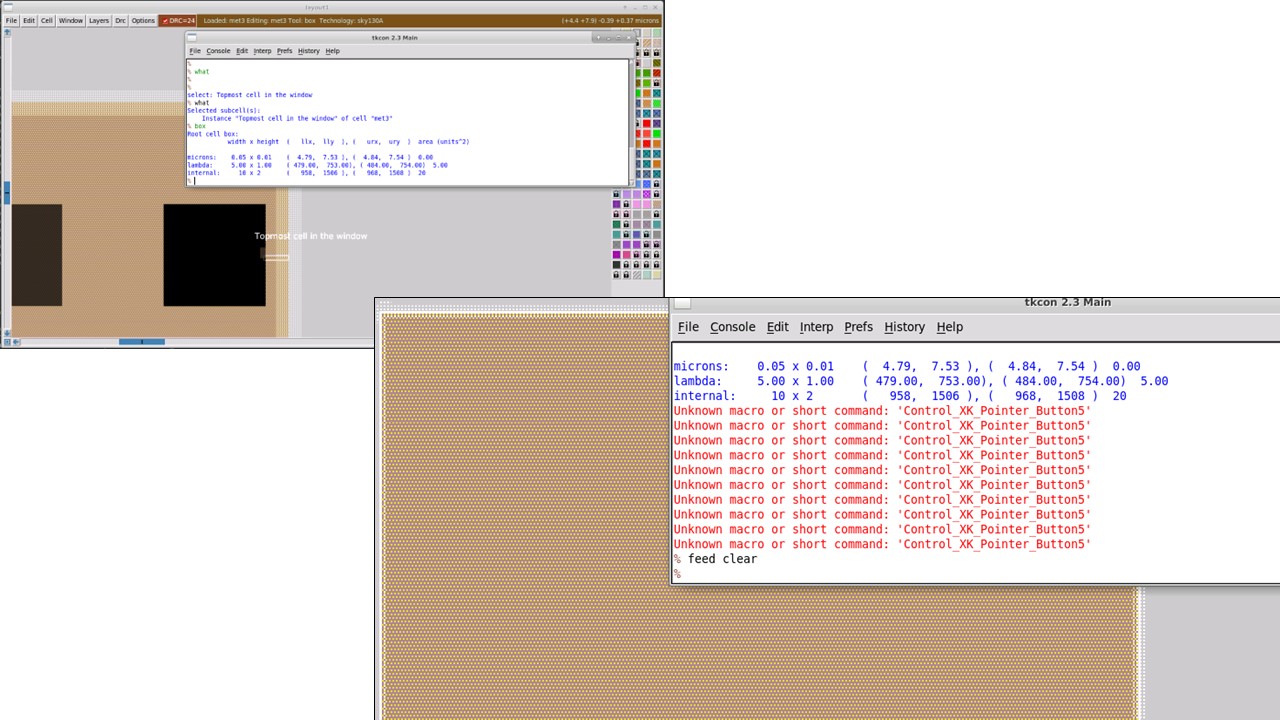 layout1
File Edit Cell Window Layers Drc Options DRC=24 Loaded: met3 Editing: met3 Tool: box Technology: sky130A (+4.4 +7.9) -0.39 +0.37 microns
tkcon 2.3 Main
File Console Edit Interp Prefs History Help
%
% what
%
%
select: Topmost cell in the window
% what
Selected subcell(s):
Instance "Topmost cell in the window" of cell "met3"
% box
Root cell box:
width x height ( llx, lly ), ( urx, ury ) area (units^2)
microns: 0.05 x 0.01 ( 4.79, 7.53 ), ( 4.84, 7.54 ) 0.00
lambda: 5.00 x 1.00 ( 479.00, 753.00), ( 484.00, 754.00) 5.00
internal: 10 x 2 ( 958, 1506 ), ( 968, 1508 ) 20
%
Topmost cell in the window
tkcon 2.3 Main
File Console Edit Interp Prefs History Help
microns: 0.05 x 0.01 ( 4.79, 7.53 ), ( 4.84, 7.54 ) 0.00
lambda: 5.00 x 1.00 ( 479.00, 753.00), ( 484.00, 754.00) 5.00
internal: 10 x 2 ( 958, 1506 ), ( 968, 1508 ) 20
Unknown macro or short command: 'Control_XK_Pointer_Button5'
Unknown macro or short command: 'Control_XK_Pointer_Button5'
Unknown macro or short command: 'Control_XK_Pointer_Button5'
Unknown macro or short command: 'Control_XK_Pointer_Button5'
Unknown macro or short command: 'Control_XK_Pointer_Button5'
Unknown macro or short command: 'Control_XK_Pointer_Button5'
Unknown macro or short command: 'Control_XK_Pointer_Button5'
Unknown macro or short command: 'Control_XK_Pointer_Button5'
Unknown macro or short command: 'Control_XK_Pointer_Button5'
Unknown macro or short command: 'Control_XK_Pointer_Button5'
% feed clear
%